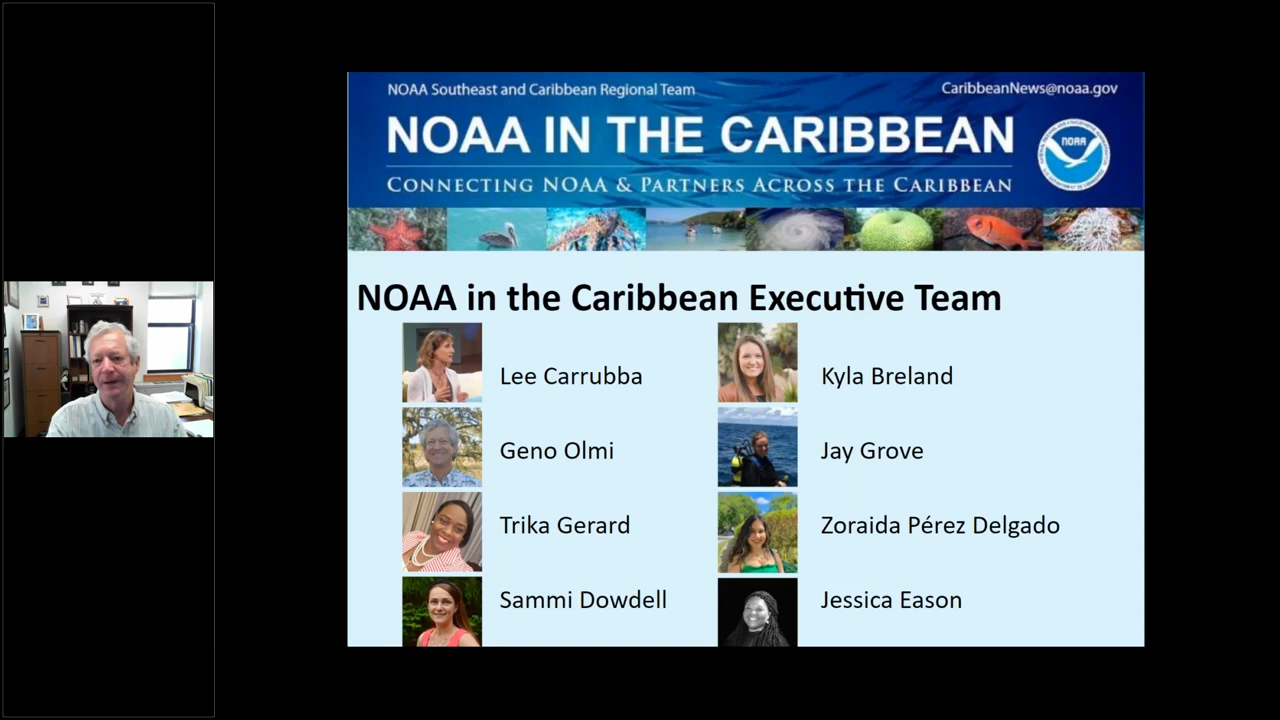 NOAA Southeast and Caribbean Regional Team
CaribbeanNews@noaa.gov
NOAA IN THE CARIBBEAN
NOAA
CONNECTING NOAA & PARTNERS ACROSS THE CARIBBEAN
NOAA in the Caribbean Executive Team
Lee Carrubba
Kyla Breland
Geno Olmi
Jay Grove
Trika Gerard
Zoraida Pérez Delgado
Sammi Dowdell
Jessica Eason